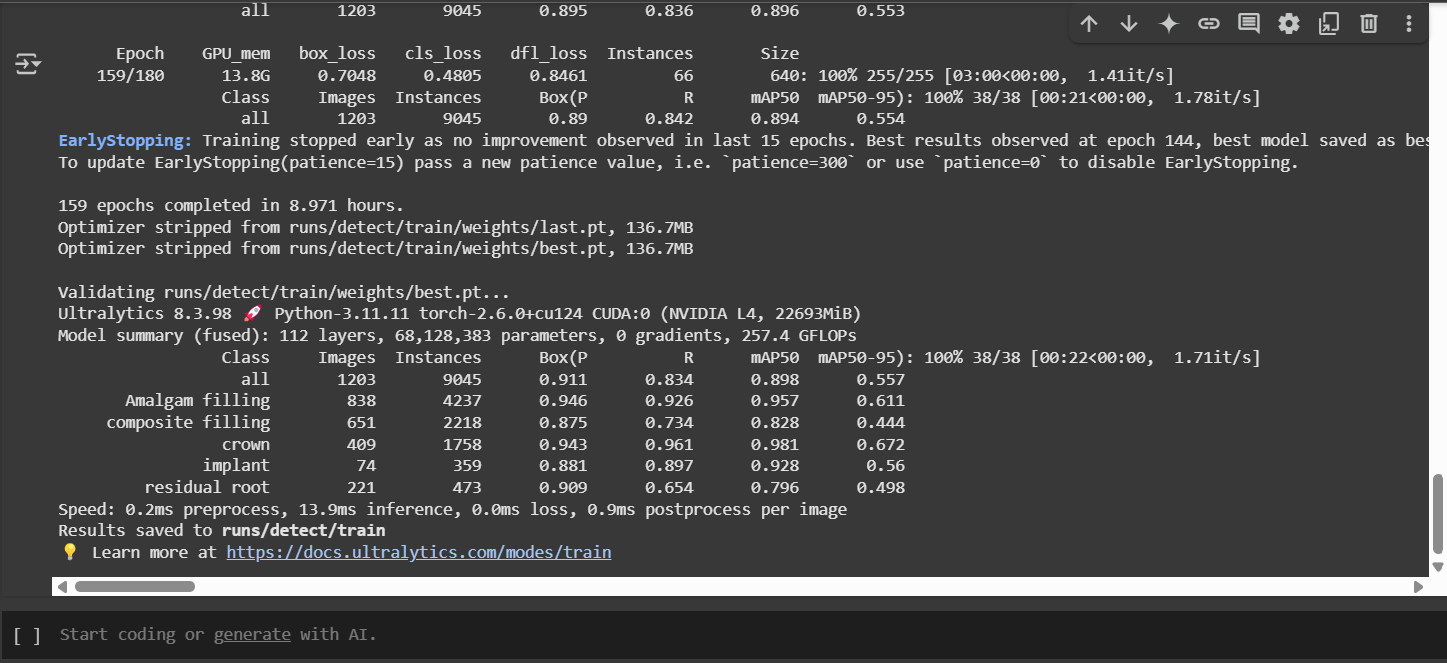 all 1203 9045 0.895 0.836 0.896 0.553
Epoch GPU_mem box_loss cls_loss dfl_loss Instances Size
159/180 13.8G 0.7048 0.4805 0.8461 66 640: 100% 255/255 [03:00<00:00, 1.41it/s]
Class Images Instances Box(P R mAP50 mAP50-95): 100% 38/38 [00:21<00:00, 1.78it/s]
all 1203 9045 0.89 0.842 0.894 0.554
EarlyStopping: Training stopped early as no improvement observed in last 15 epochs. Best results observed at epoch 144, best model saved as bes
To update EarlyStopping(patience=15) pass a new patience value, i.e. `patience=300` or use `patience=0` to disable EarlyStopping.
159 epochs completed in 8.971 hours.
Optimizer stripped from runs/detect/train/weights/last.pt, 136.7MB
Optimizer stripped from runs/detect/train/weights/best.pt, 136.7MB
Validating runs/detect/train/weights/best.pt...
Ultralytics 8.3.98 🚀 Python-3.11.11 torch-2.6.0+cu124 CUDA:0 (NVIDIA L4, 22693MiB)
Model summary (fused): 112 layers, 68,128,383 parameters, 0 gradients, 257.4 GFLOPs
Class Images Instances Box(P R mAP50 mAP50-95): 100% 38/38 [00:22<00:00, 1.71it/s]
all 1203 9045 0.911 0.834 0.898 0.557
Amalgam filling 838 4237 0.946 0.926 0.957 0.611
composite filling 651 2218 0.875 0.734 0.828 0.444
crown 409 1758 0.943 0.961 0.981 0.672
implant 74 359 0.881 0.897 0.928 0.56
residual root 221 473 0.909 0.654 0.796 0.498
Speed: 0.2ms preprocess, 13.9ms inference, 0.0ms loss, 0.9ms postprocess per image
Results saved to runs/detect/train
💡 Learn more at https://docs.ultralytics.com/modes/train
[ ] Start coding or generate with AI.